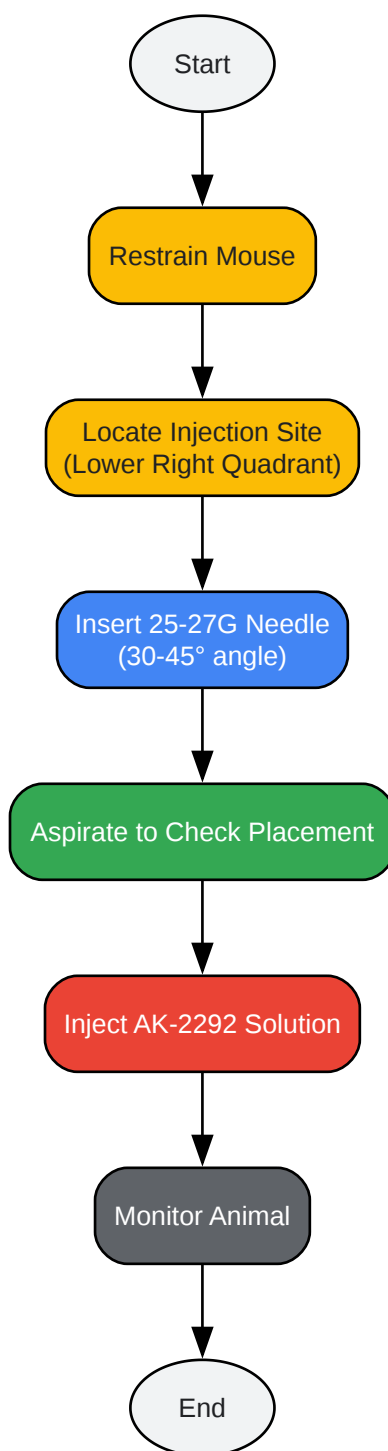 Start
Restrain Mouse
Locate Injection Site
(Lower Right Quadrant)
Insert 25-27G Needle
(30-45° angle)
Aspirate to Check Placement
Inject AK-2292 Solution
Monitor Animal
End